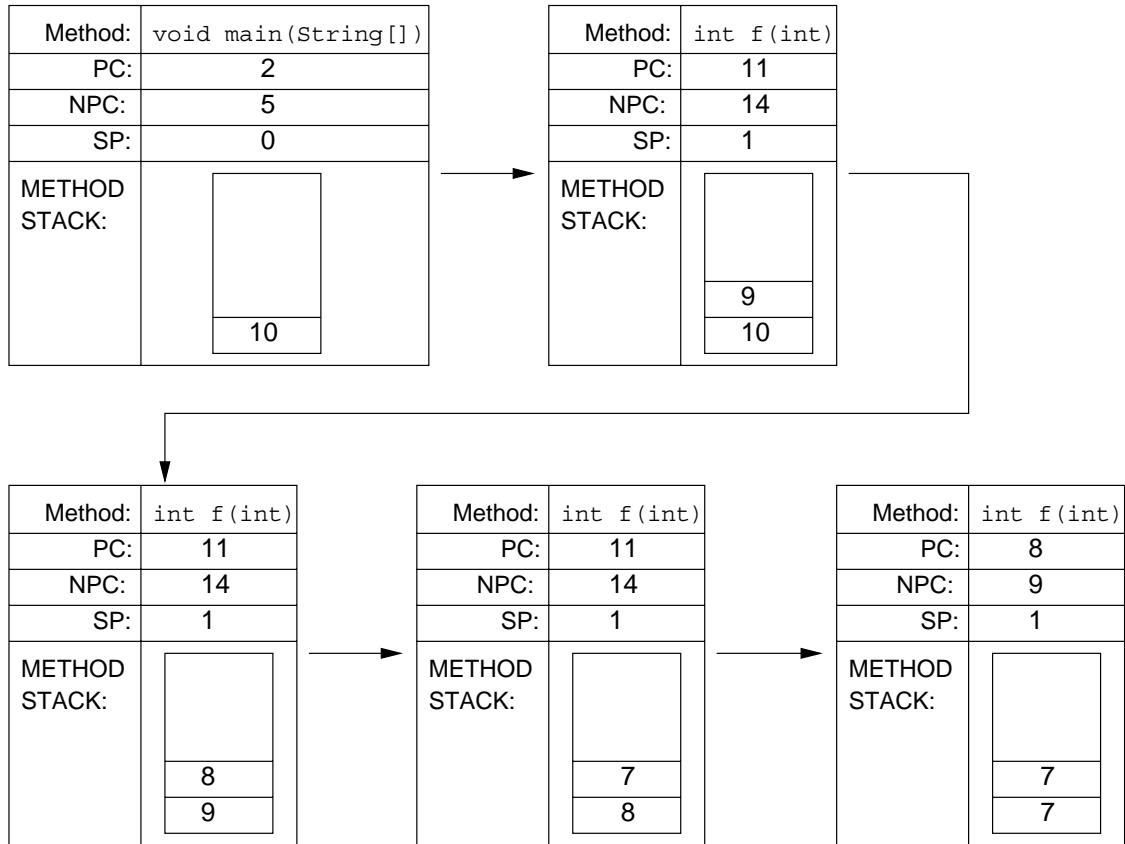 Method: void main(String[])
PC: 2
NPC: 5
SP: 0
METHOD
STACK:
10
Method: int f(int)
PC: 11
NPC: 14
SP: 1
METHOD
STACK:
9
10
Method: int f(int)
PC: 11
NPC: 14
SP: 1
METHOD
STACK:
8
9
Method: int f(int)
PC: 11
NPC: 14
SP: 1
METHOD
STACK:
7
8
Method: int f(int)
PC: 8
NPC: 9
SP: 1
METHOD
STACK:
7
7